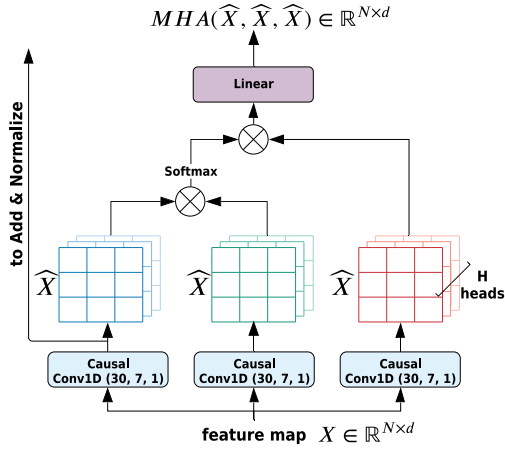 MHA(X̂, X̂, X̂) ∈ ℝ^{N×d}
Linear
Softmax
to Add & Normalize
X̂
X̂
X̂
H
heads
Causal
Conv1D (30, 7, 1)
Causal
Conv1D (30, 7, 1)
Causal
Conv1D (30, 7, 1)
feature map X ∈ ℝ^{N×d}